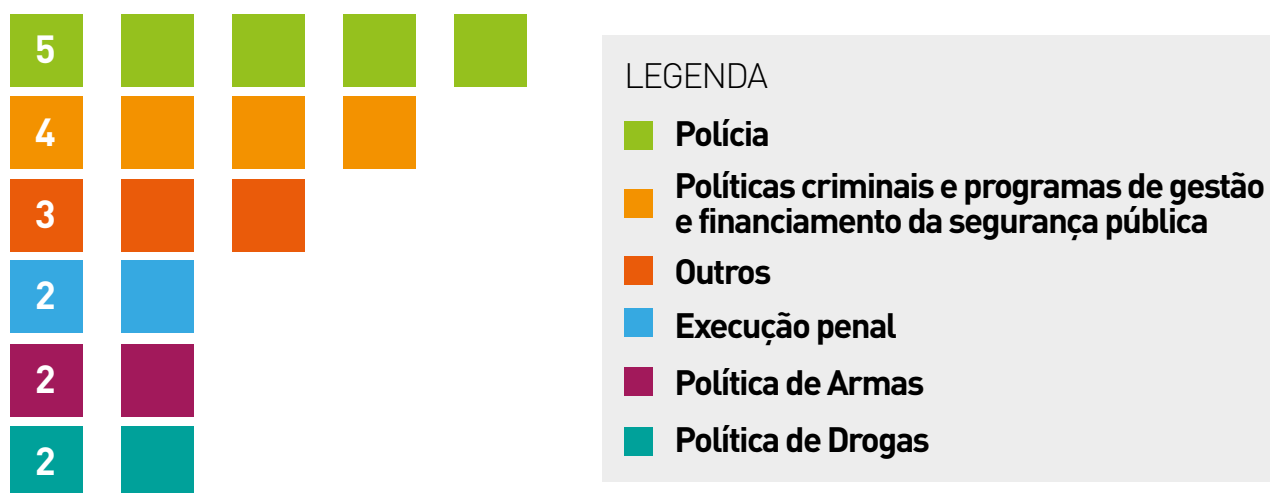 5
4
3
2
2
2
LEGENDA
Polícia
Políticas criminais e programas de gestão
e financiamento da segurança pública
Outros
Execução penal
Política de Armas
Política de Drogas